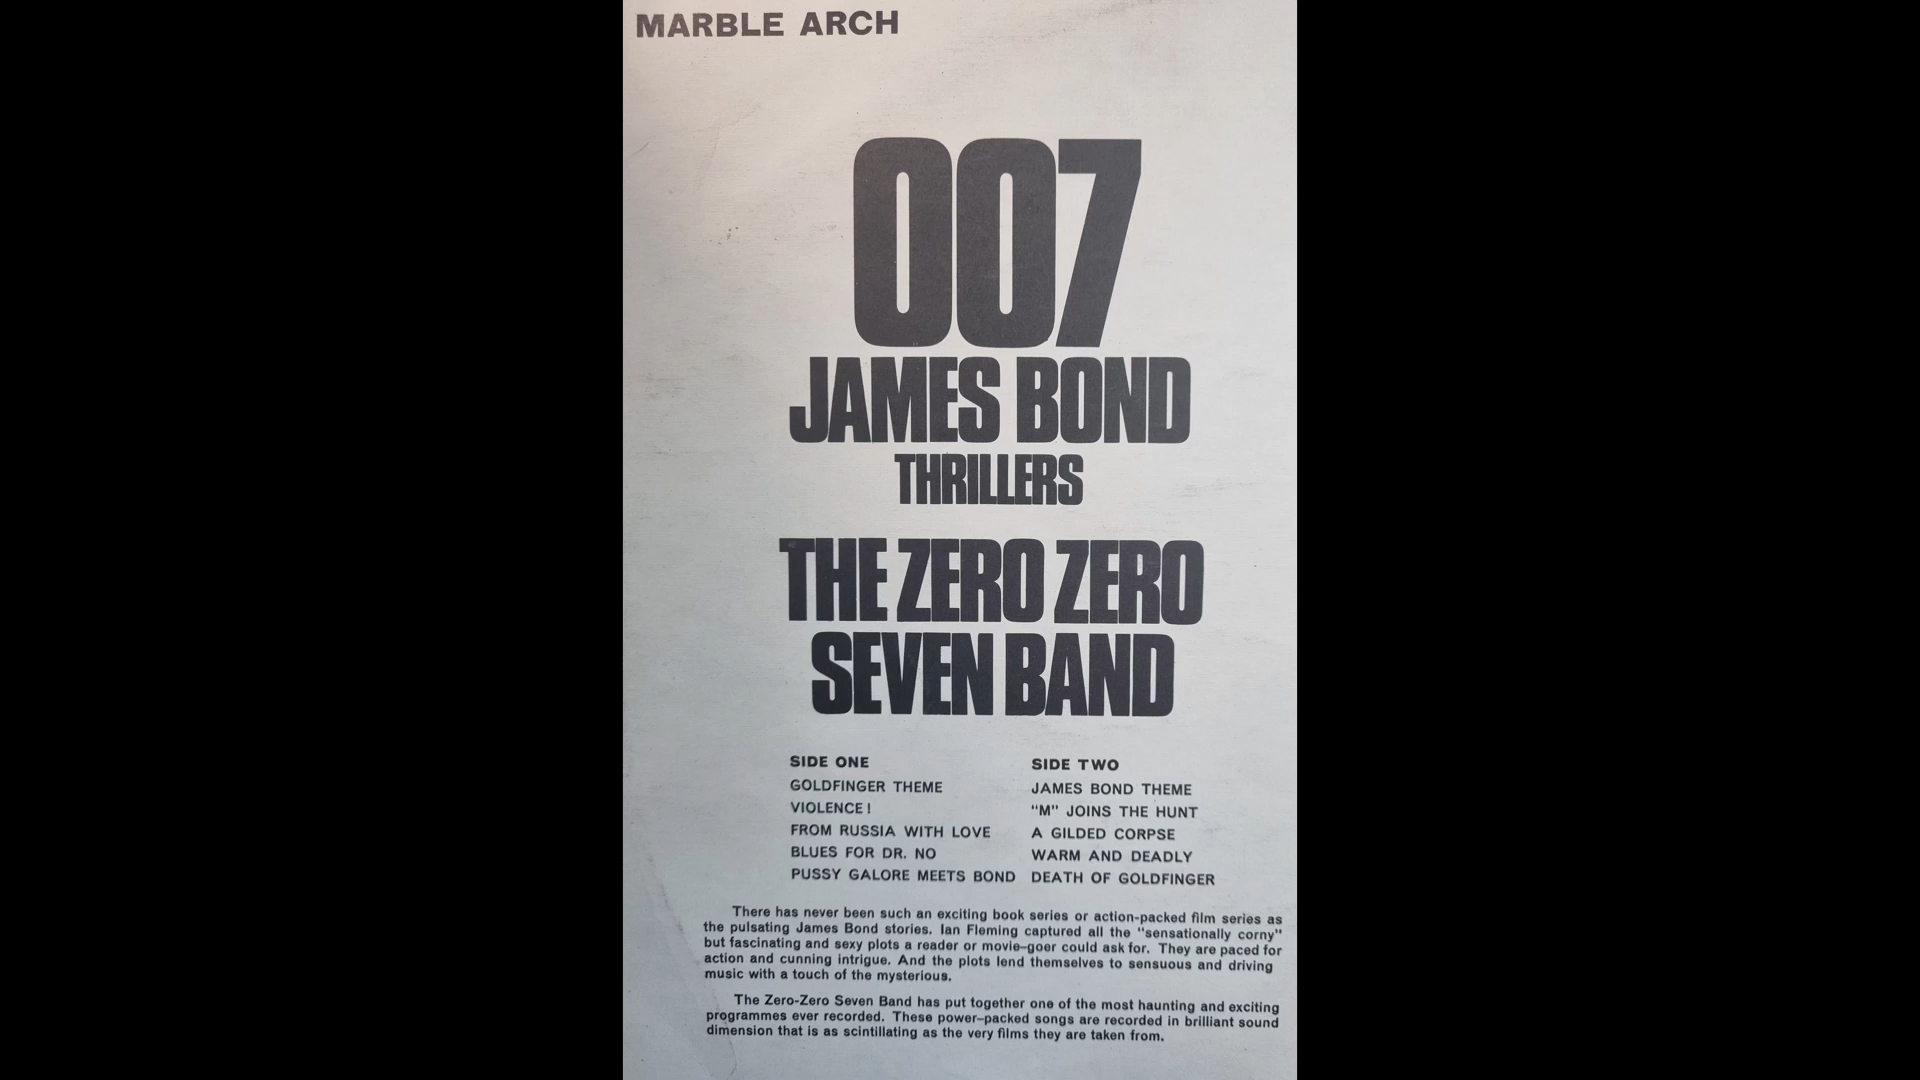 MARBLE ARCH
007
JAMES BOND
THRILLERS
THE ZERO ZERO
SEVEN BAND
SIDE ONE
GOLDFINGER THEME
VIOLENCE!
FROM RUSSIA WITH LOVE
BLUES FOR DR. NO
PUSSY GALORE MEETS BOND
SIDE TWO
JAMES BOND THEME
"M" JOINS THE HUNT
A GILDED CORPSE
WARM AND DEADLY
DEATH OF GOLDFINGER
There has never been such an exciting book series or action-packed film series as
the pulsating James Bond stories. Ian Fleming captured all the "sensationally corny"
but fascinating and sexy plots a reader or movie-goer could ask for. They are paced for
action and cunning intrigue. And the plots lend themselves to sensuous and driving
music with a touch of the mysterious.
The Zero-Zero Seven Band has put together one of the most haunting and exciting
programmes ever recorded. These power-packed songs are recorded in brilliant sound
dimension that is as scintillating as the very films they are taken from.